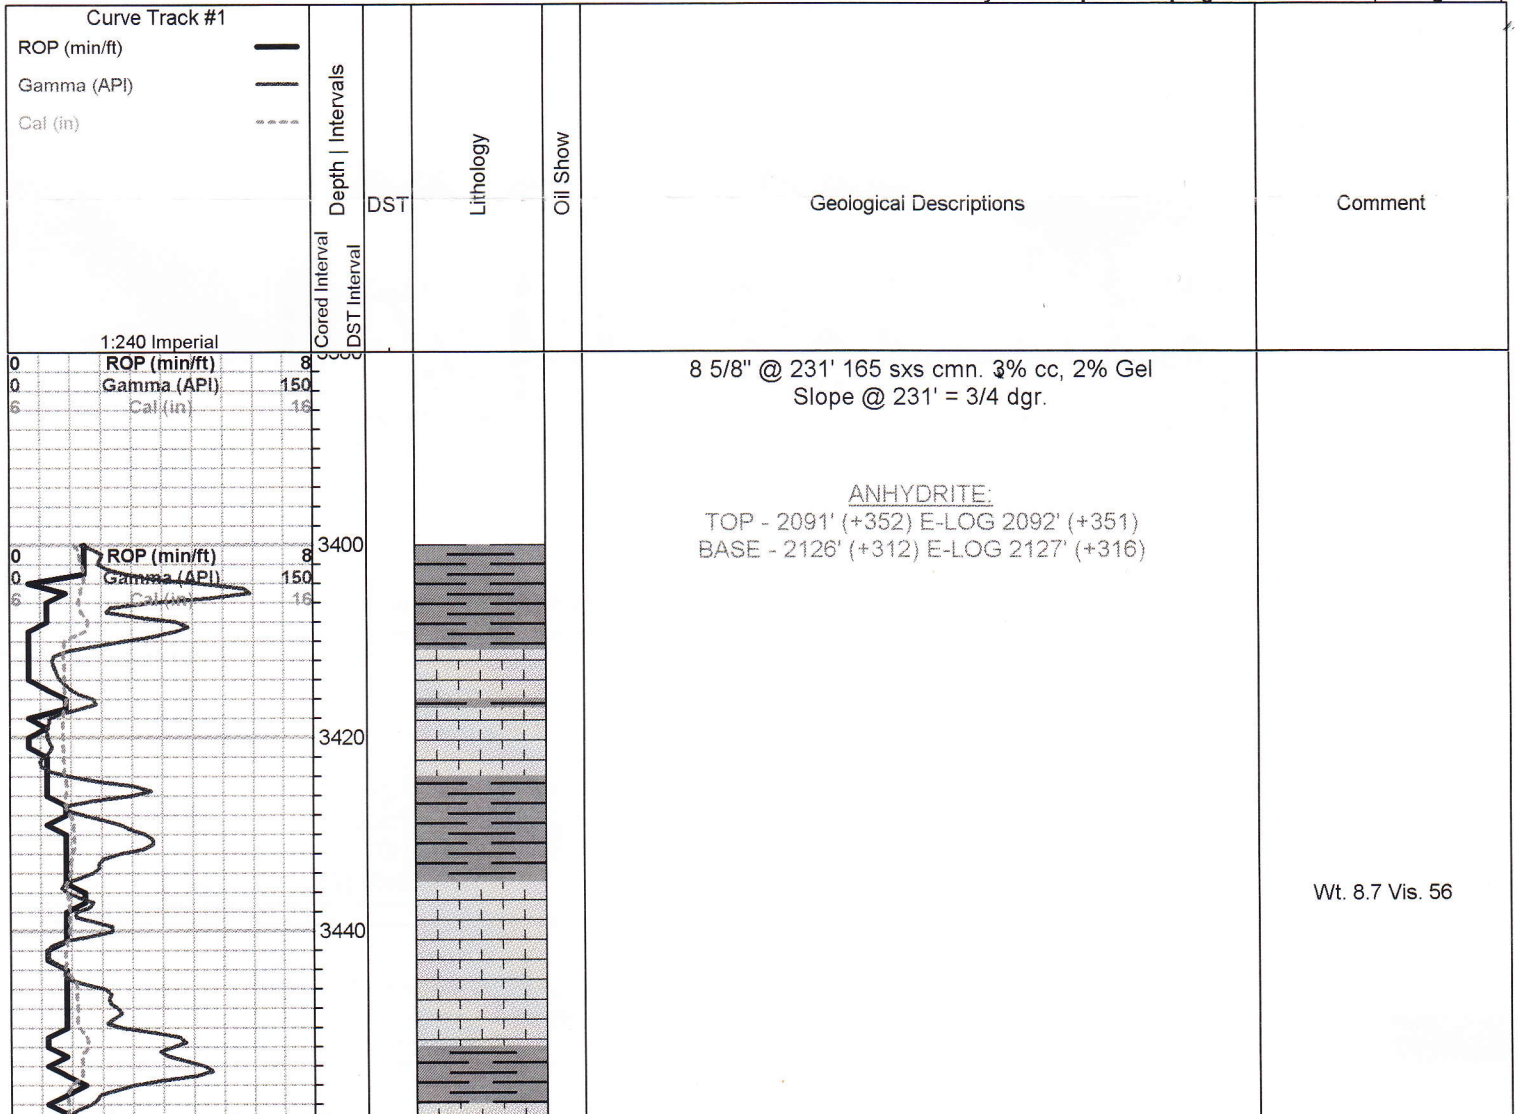 Curve Track #1
ROP (min/ft)
Gamma (API)
Cal (in)
1:240 Imperial
Depth | Intervals
Cored Interval
DST Interval
DST
Lithology
Oil Show
Geological Descriptions
Comment
0 ROP (min/ft) 8
0 Gamma (API) 150
6 Cal (in) 16
8 5/8" @ 231' 165 sxs cmn. 3% cc, 2% Gel
Slope @ 231' = 3/4 dgr.
ANHYDRITE:
TOP - 2091' (+352) E-LOG 2092' (+351)
BASE - 2126' (+312) E-LOG 2127' (+316)
3400
0 ROP (min/ft) 8
0 Gamma (API) 150
6 Cal (in) 16
3420
Wt. 8.7 Vis. 56
3440